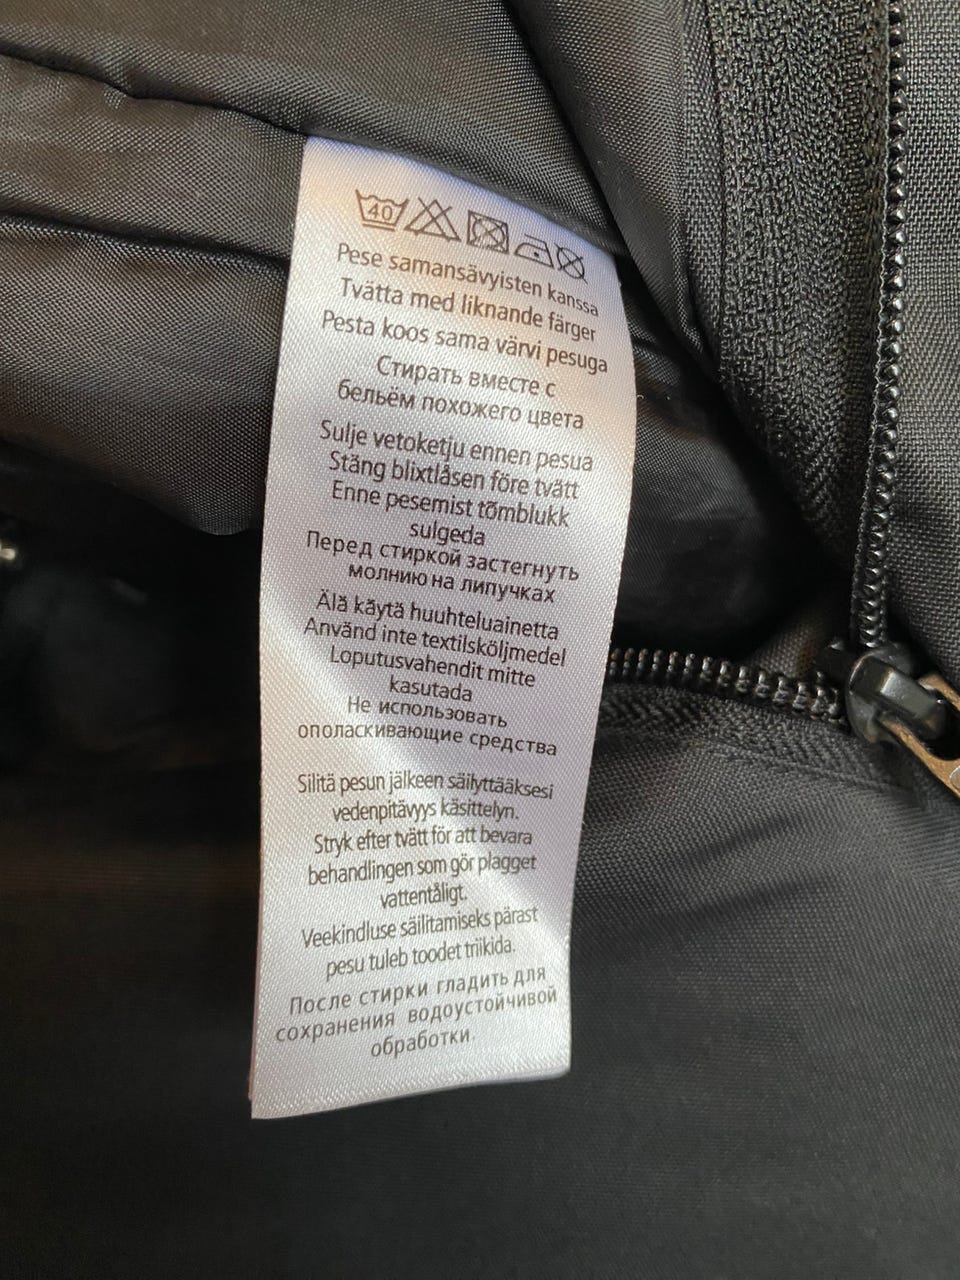 40
Pese samansävyisten kanssa
Tvätta med liknande färger
Pesta koos sama värvi pesuga
Стирать вместе с
бельём похожего цвета
Sulje vetoketju ennen pesua
Stäng blixtlåsen före tvätt
Enne pesemist tõmblukk
sulgeda
Перед стиркой застегнуть
молнию на липучках
Älä käytä huuhteluainetta
Använd inte textilsköljmedel
Loputusvahendit mitte
kasutada
Не использовать
ополаскивающие средства
Silitä pesun jälkeen säilyttääksesi
vedenpitävyys käsittelyn.
Stryk efter tvätt för att bevara
behandlingen som gör plagget
vattentåligt.
Veekindluse säilitamiseks pärast
pesu tuleb toodet triikida.
После стирки гладить для
сохранения водоустойчивой
обработки.